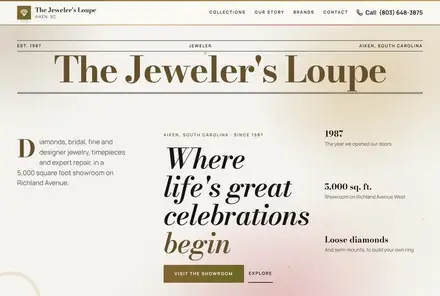 The Jeweler's Loupe
AIKEN, SC
COLLECTIONS OUR STORY BRANDS CONTACT Call (803) 648-3875
EST. 1987 JEWELER AIKEN, SOUTH CAROLINA
The Jeweler's Loupe
Diamonds, bridal, fine and
designer jewelry, timepieces
and expert repair, in a
5,000 square foot showroom on
Richland Avenue.
AIKEN, SOUTH CAROLINA · SINCE 1987
Where
life's great
celebrations
begin
VISIT THE SHOWROOM EXPLORE
1987
The year we opened our doors
5,000 sq. ft.
Showroom on Richland Avenue West
Loose diamonds
And semi-mounts, to build your own ring